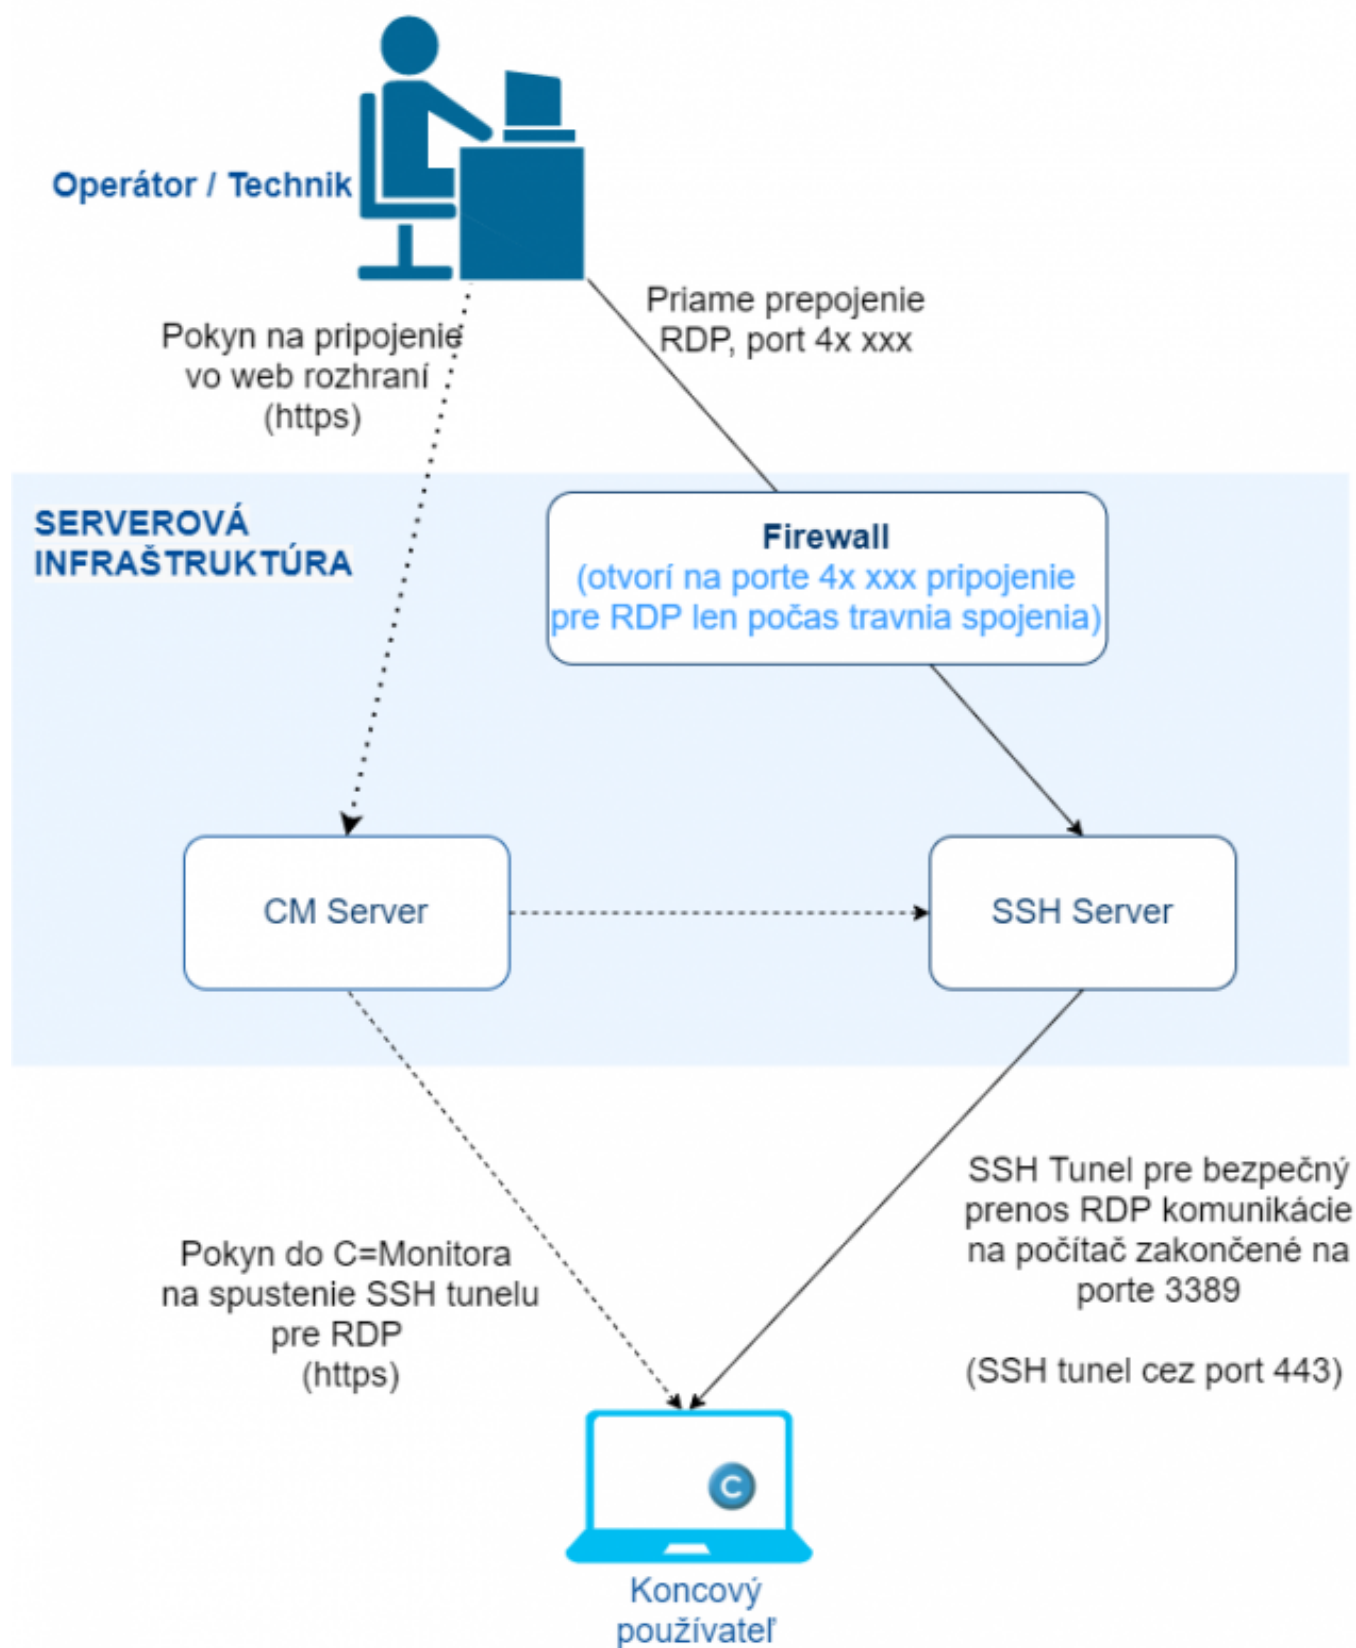 Operátor / Technik
Priame prepojenie
RDP, port 4x xxx
Pokyn na pripojenie
vo web rozhraní
(https)
SERVEROVÁ
INFRAŠTRUKTÚRA
Firewall
(otvorí na porte 4x xxx pripojenie
pre RDP len počas travnia spojenia)
CM Server
SSH Server
SSH Tunel pre bezpečný
prenos RDP komunikácie
na počítač zakončené na
porte 3389
(SSH tunel cez port 443)
Pokyn do C=Monitora
na spustenie SSH tunelu
pre RDP
(https)
C
Koncový
používateľ